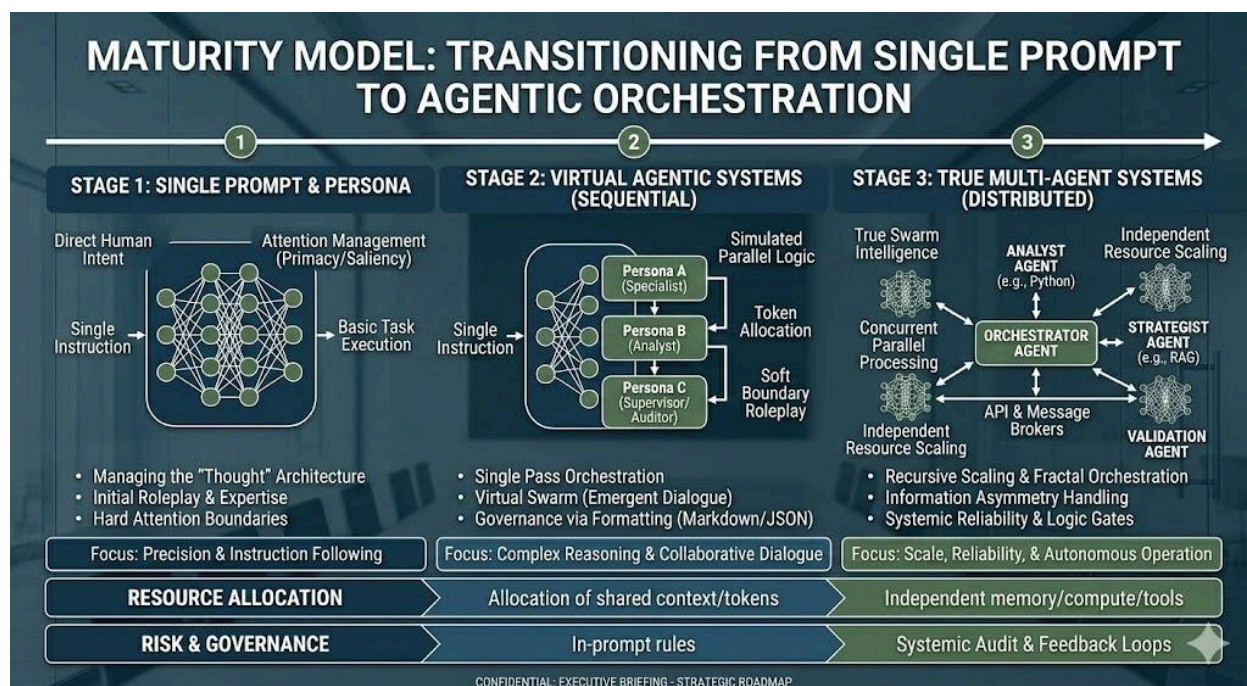 MATURITY MODEL: TRANSITIONING FROM SINGLE PROMPT
TO AGENTIC ORCHESTRATION
1
2
3
STAGE 1: SINGLE PROMPT & PERSONA
Direct Human
Intent
Attention Management
(Primacy/Saliency)
Single
Instruction
Basic Task
Execution
• Managing the "Thought" Architecture
• Initial Roleplay & Expertise
• Hard Attention Boundaries
Focus: Precision & Instruction Following
STAGE 2: VIRTUAL AGENTIC SYSTEMS
(SEQUENTIAL)
Single
Instruction
Persona A
(Specialist)
Persona B
(Analyst)
Persona C
(Supervisor/
Auditor)
Simulated
Parallel Logic
Token
Allocation
Soft
Boundary
Roleplay
• Single Pass Orchestration
• Virtual Swarm (Emergent Dialogue)
• Governance via Formatting (Markdown/JSON)
Focus: Complex Reasoning & Collaborative Dialogue
STAGE 3: TRUE MULTI-AGENT SYSTEMS
(DISTRIBUTED)
True Swarm
Intelligence
ANALYST
AGENT
(e.g., Python)
Independent
Resource Scaling
Concurrent
Parallel
Processing
ORCHESTRATOR
AGENT
STRATEGIST
AGENT
(e.g., RAG)
Independent
Resource Scaling
API & Message
Brokers
VALIDATION
AGENT
• Recursive Scaling & Fractal Orchestration
• Information Asymmetry Handling
• Systemic Reliability & Logic Gates
Focus: Scale, Reliability, & Autonomous Operation
RESOURCE ALLOCATION
Allocation of shared context/tokens
Independent memory/compute/tools
RISK & GOVERNANCE
In-prompt rules
Systemic Audit & Feedback Loops
CONFIDENTIAL: EXECUTIVE BRIEFING - STRATEGIC ROADMAP